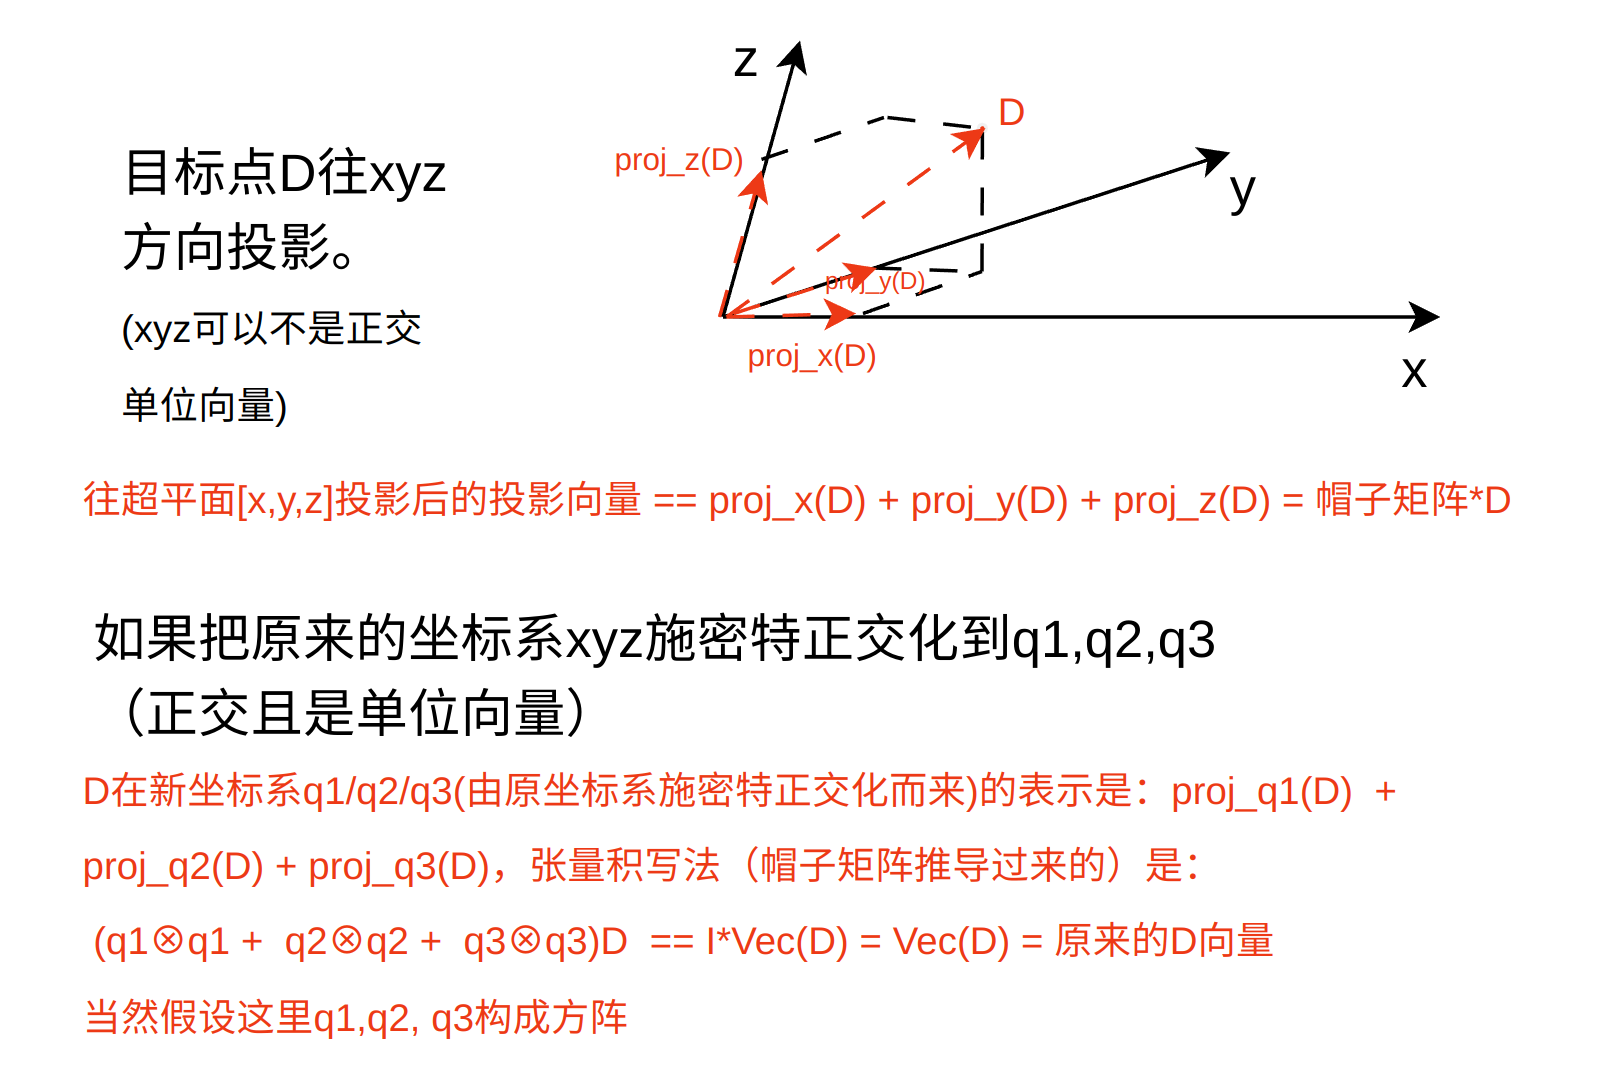 z
D
proj_z(D)
y
目标点D往xyz
方向投影。
proj_y(D)
(xyz可以不是正交
单位向量)
proj_x(D)
x
往超平面[x,y,z]投影后的投影向量 == proj_x(D) + proj_y(D) + proj_z(D) = 帽子矩阵*D
如果把原来的坐标系xyz施密特正交化到q1,q2,q3
（正交且是单位向量）
D在新坐标系q1/q2/q3(由原坐标系施密特正交化而来)的表示是：proj_q1(D) +
proj_q2(D) + proj_q3(D)，张量积写法（帽子矩阵推导过来的）是：
(q1⊗q1 + q2⊗q2 + q3⊗q3)D == I*Vec(D) = Vec(D) = 原来的D向量
当然假设这里q1,q2, q3构成方阵